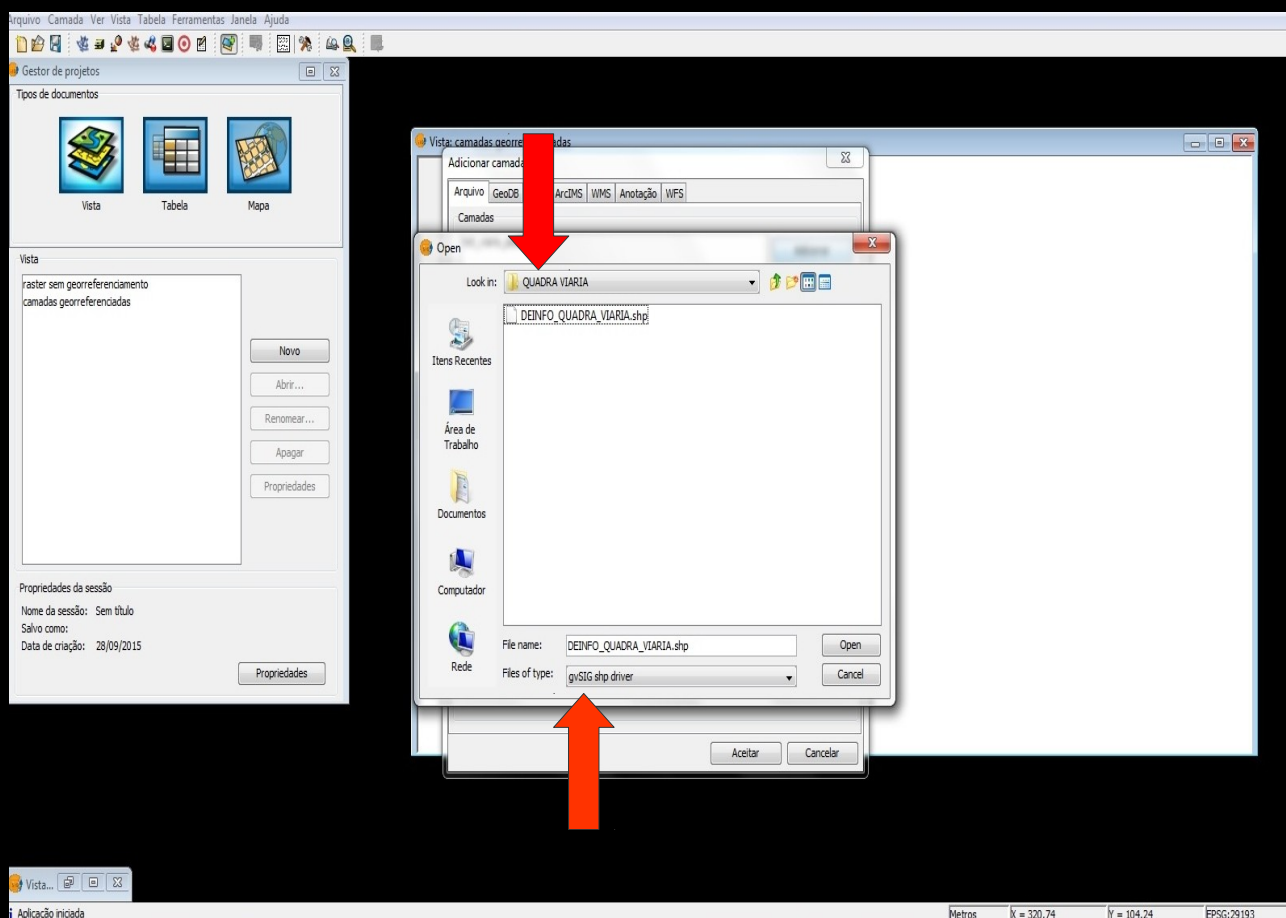 Arquivo Camada Ver Vista Tabela Ferramentas Janela Ajuda
Gestor de projetos
Tipos de documentos
Vista Tabela Mapa
Vista
raster sem georreferenciamento
camadas georreferenciadas
Novo
Abrir...
Renomear...
Apagar
Propriedades
Propriedades da sessão
Nome da sessão: Sem título
Salvo como:
Data de criação: 28/09/2015
Propriedades
Vista: camadas
Adicionar
Arquivo GeoDB ArcIMS WMS Anotação WFS
Camadas
Open
Look in: QUADRA VIARIA
DEINFO_QUADRA_VIARIA.shp
Itens Recentes
Área de
Trabalho
Documentos
Computador
Rede
File name: DEINFO_QUADRA_VIARIA.shp Open
Files of type: gvSIG shp driver Cancel
Aceitar Cancelar
Vista...
Aplicação iniciada Metros X = 320.74 Y = 104.24 EPSG:29193